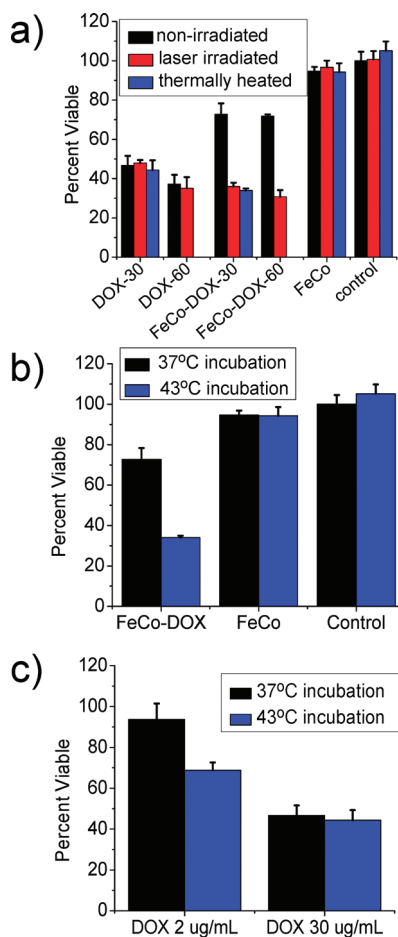 a)
non-irradiated
laser irradiated
thermally heated
Percent Viable
120
100
80
60
40
20
0
DOX-30
DOX-60
FeCo-DOX-30
FeCo-DOX-60
FeCo
control
b)
37ºC incubation
43ºC incubation
Percent Viable
120
100
80
60
40
20
0
FeCo-DOX
FeCo
Control
c)
37ºC incubation
43ºC incubation
Percent Viable
120
100
80
60
40
20
0
DOX 2 ug/mL
DOX 30 ug/mL